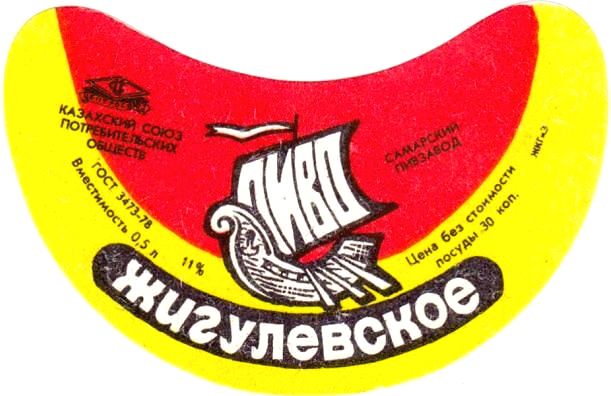 КАЗАХСКИЙ СОЮЗ
ПОТРЕБИТЕЛЬСКИХ
ОБЩЕСТВ
ГОСТ 3473-78
Вместимость 0,5 л
11%
ПИВО
САМАРСКИЙ
ПИВЗАВОД
Цена без стоимости
посуды 30 коп.
ЖИГУЛЕВСКОЕ